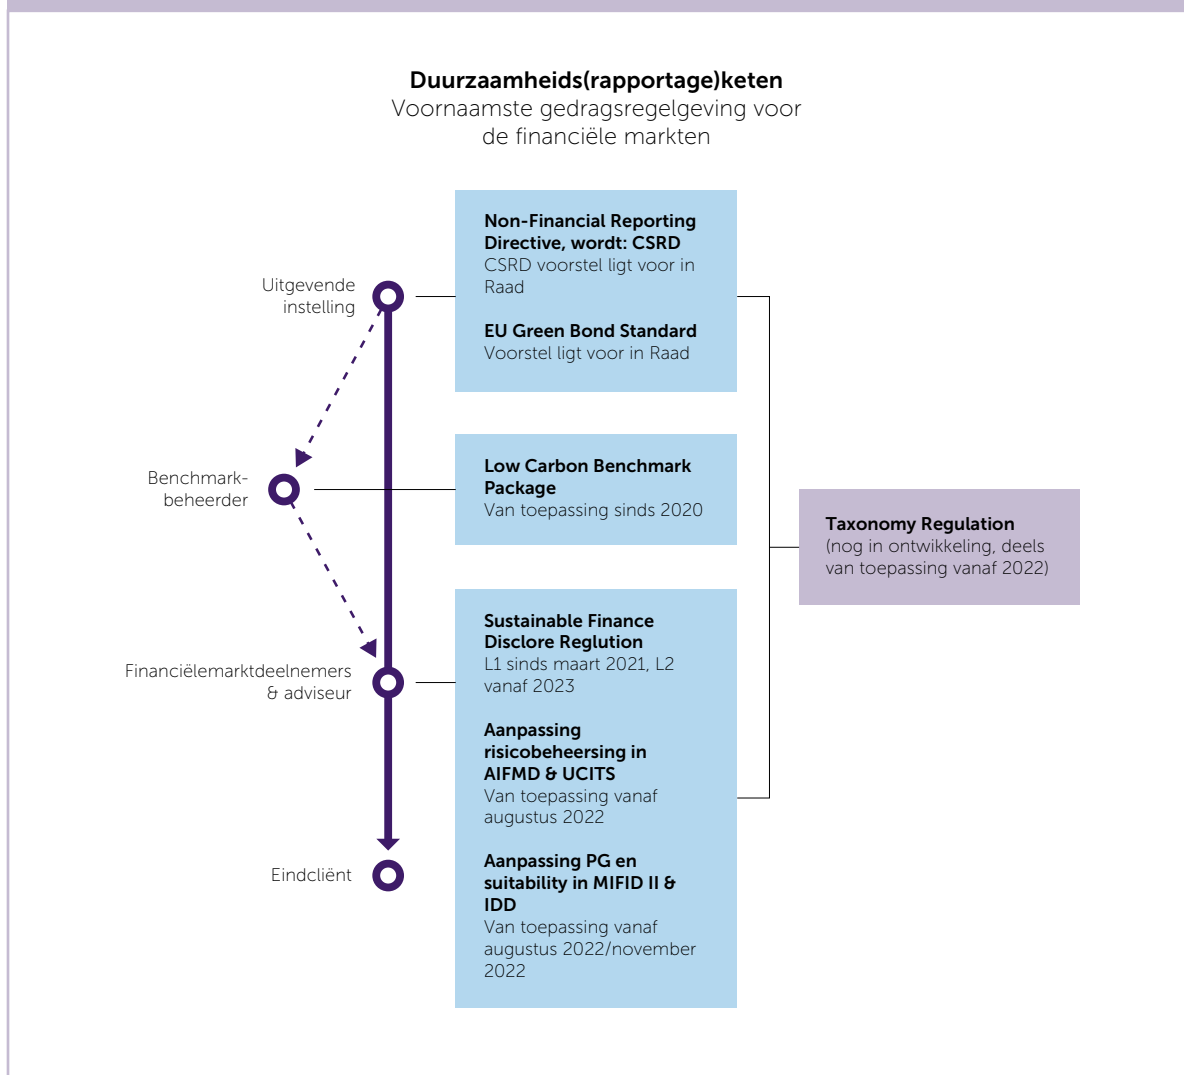 Duurzaamheids(rapportage)keten
Voornaamste gedragsregelgeving voor
de financiële markten
Uitgevende
instelling
Non-Financial Reporting
Directive, wordt: CSRD
CSRD voorstel ligt voor in
Raad
EU Green Bond Standard
Voorstel ligt voor in Raad
Benchmark-
beheerder
Low Carbon Benchmark
Package
Van toepassing sinds 2020
Taxonomy Regulation
(nog in ontwikkeling, deels
van toepassing vanaf 2022)
Financiëlemarktdeelnemers
& adviseur
Sustainable Finance
Disclore Reglution
L1 sinds maart 2021, L2
vanaf 2023
Aanpassing
risicobeheersing in
AIFMD & UCITS
Van toepassing vanaf
augustus 2022
Eindcliënt
Aanpassing PG en
suitability in MIFID II &
IDD
Van toepassing vanaf
augustus 2022/november
2022